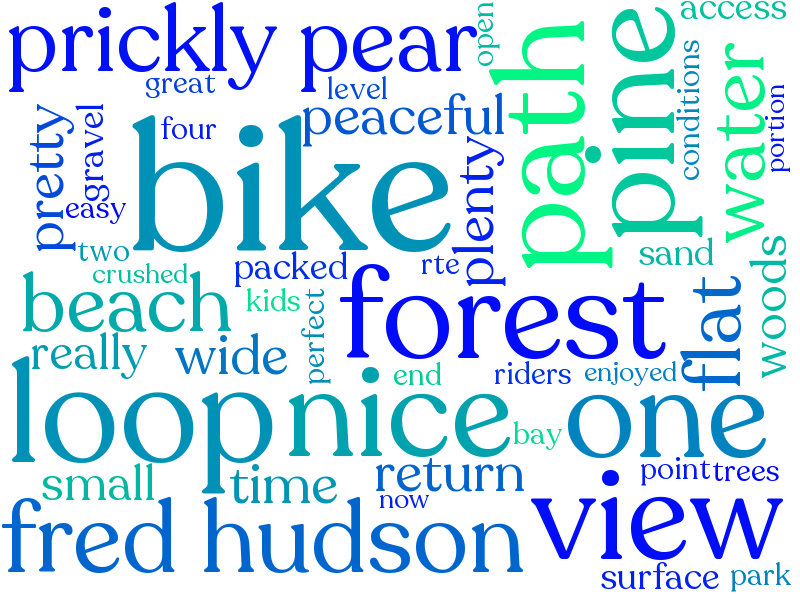 prickly pear
open
path
pine
access
great
level
peaceful
conditions
water
portion
pretty
gravel
four
bike
plenty
easy
two
crushed
packed
rte
sand
woods
beach
kids
perfect
forest
flat
really
wide
end
riders
enjoyed
loop
nice
one
bay
small
time
return
now
point
trees
fred hudson
view
surface
park